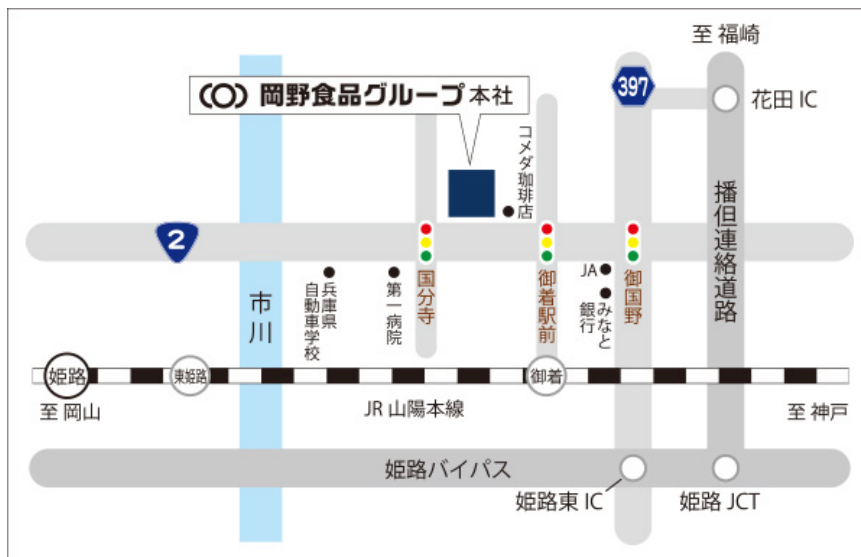 至 福崎
岡野食品グループ 本社
397
花田 IC
コメダ珈琲店
播但連絡道路
2
市川
兵庫県
自動車学校
第一病院
国分寺
御着駅前
JA
みなと
銀行
御国野
姫路
東姫路
御着
至 岡山
JR 山陽本線
至 神戸
姫路バイパス
姫路東 IC
姫路 JCT